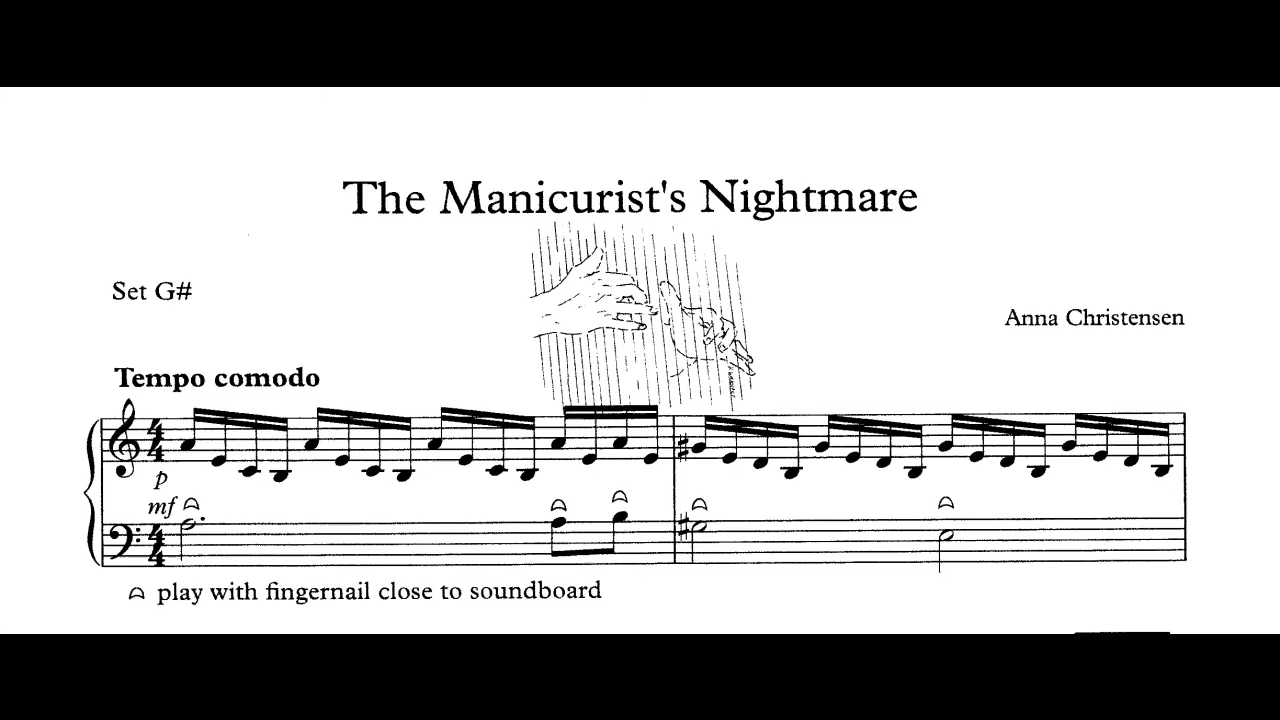 The Manicurist's Nightmare
Set G#
Anna Christensen
Tempo comodo
p
mf
play with fingernail close to soundboard